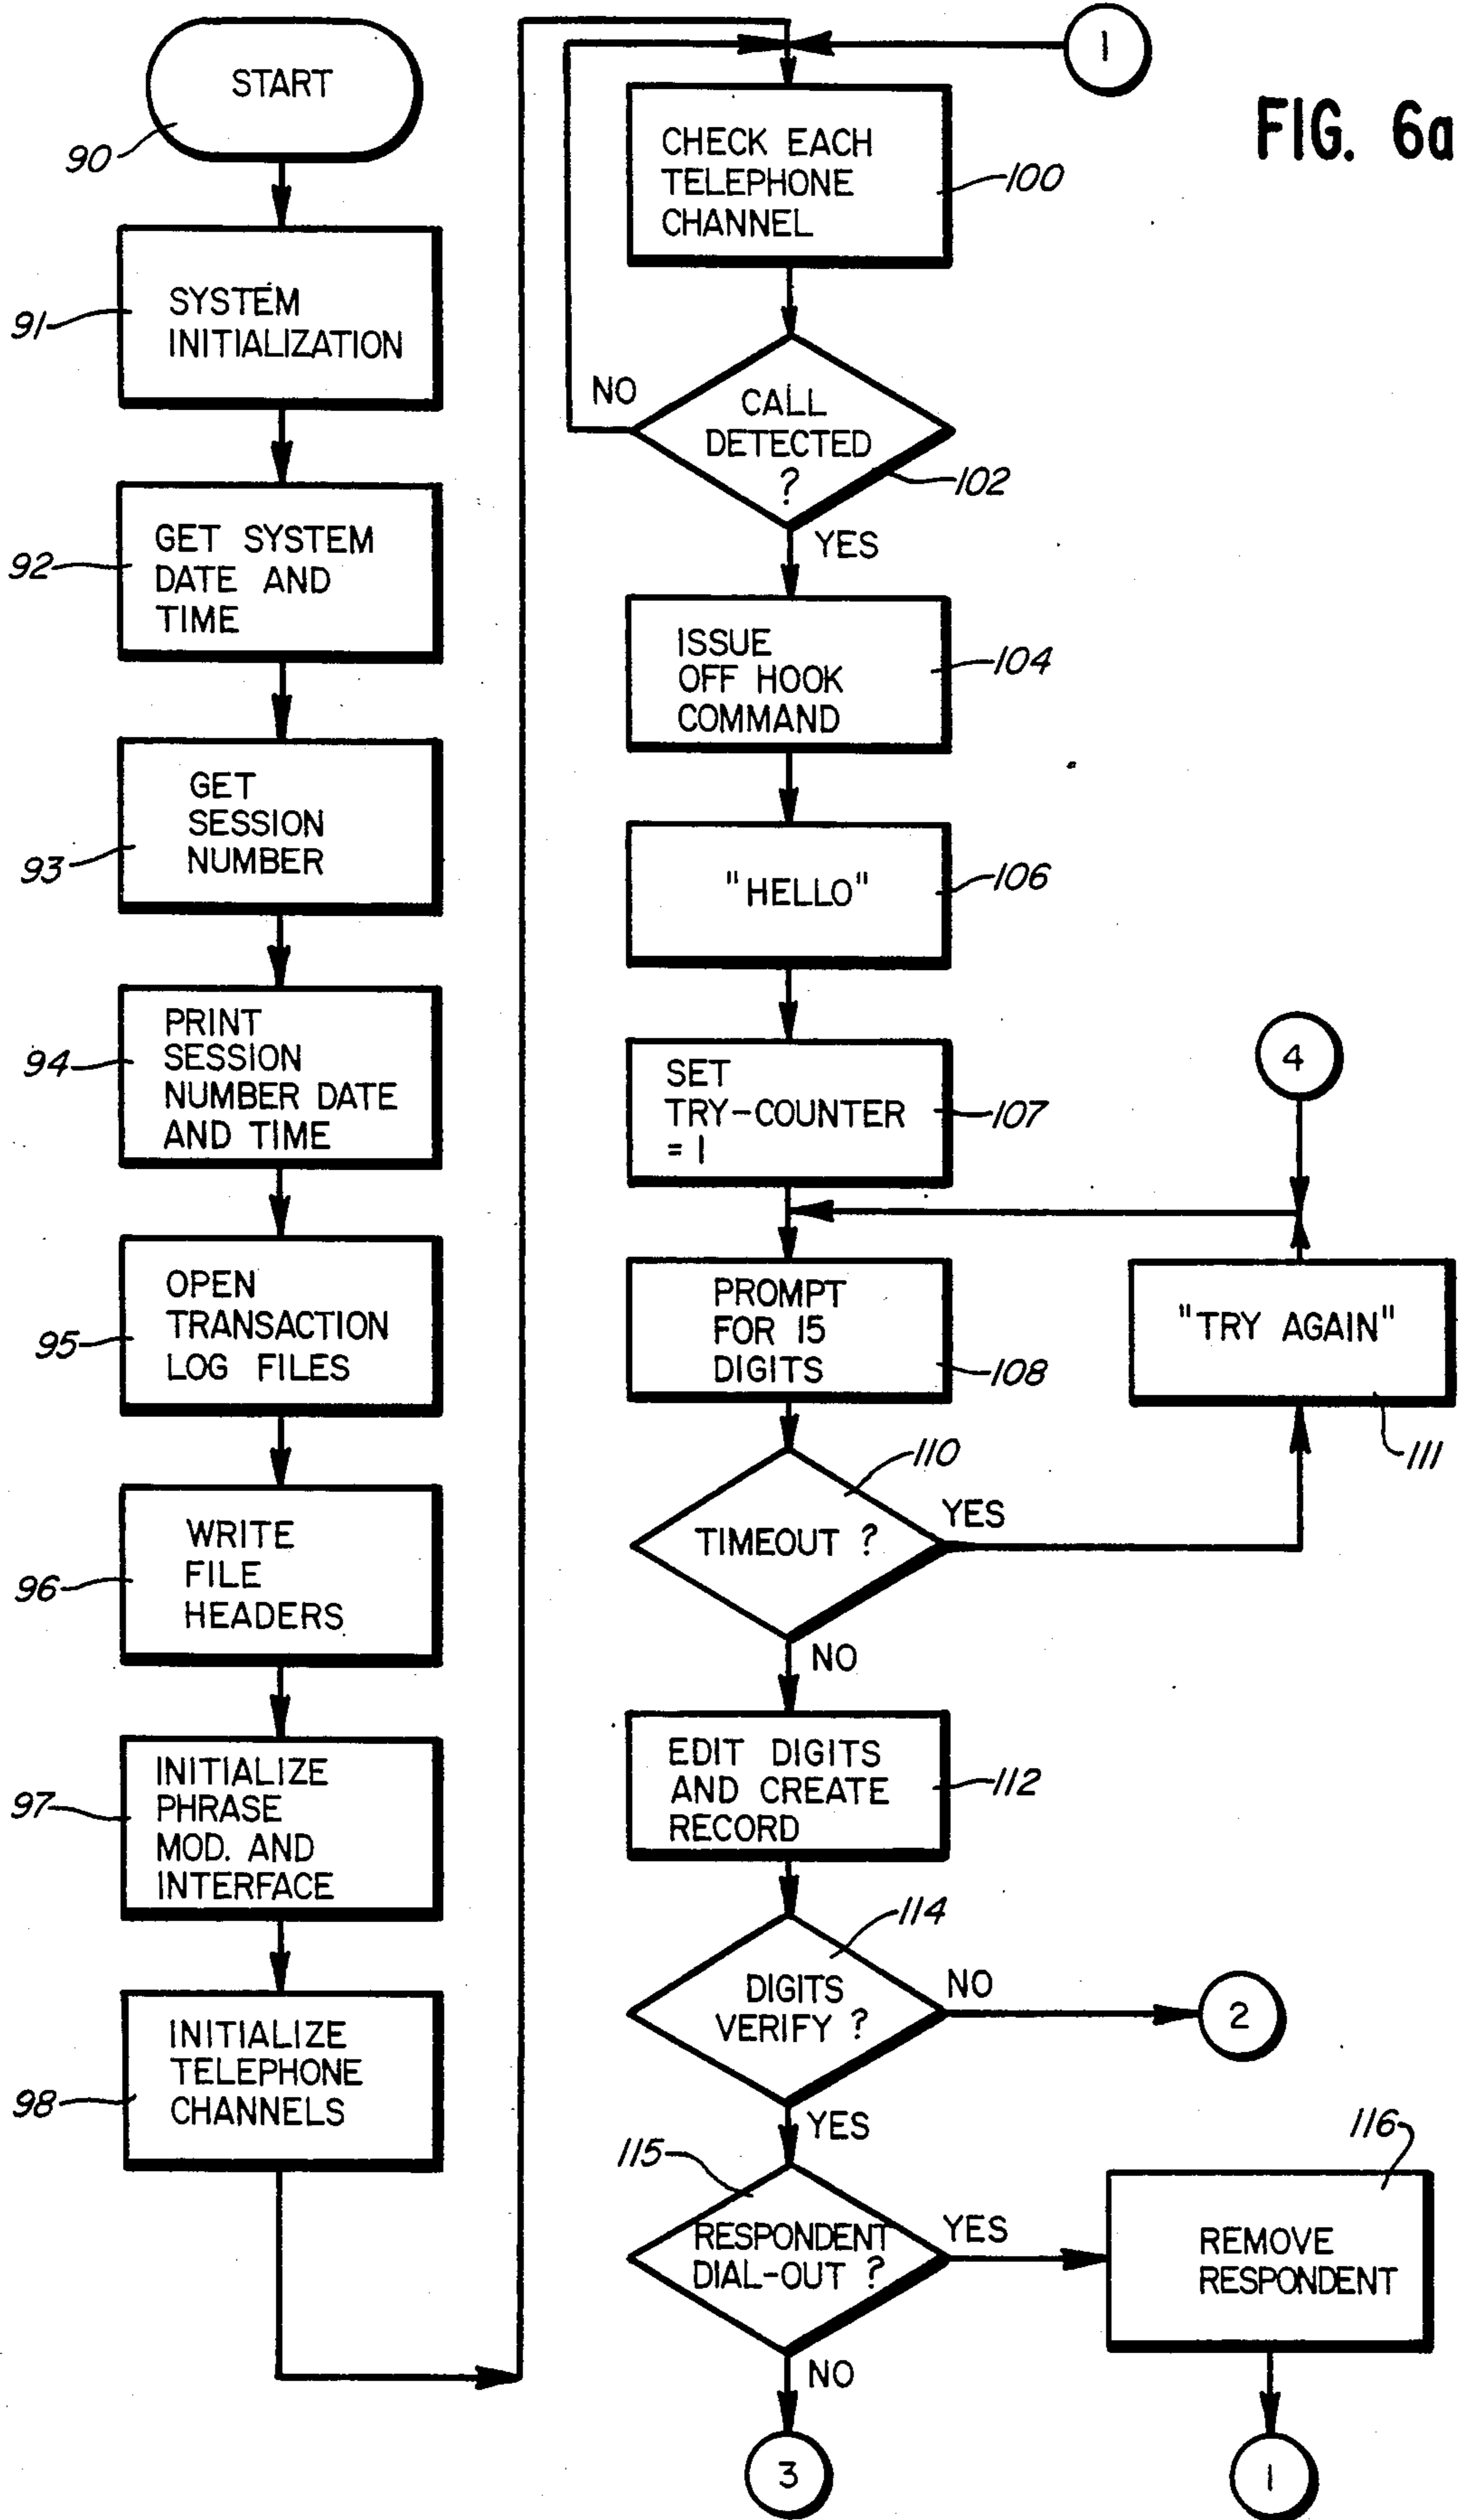 START
90
SYSTEM
INITIALIZATION
91
GET SYSTEM
DATE AND
TIME
92
GET
SESSION
NUMBER
93
PRINT
SESSION
NUMBER DATE
AND TIME
94
OPEN
TRANSACTION
LOG FILES
95
WRITE
FILE
HEADERS
96
INITIALIZE
PHRASE
MOD. AND
INTERFACE
97
INITIALIZE
TELEPHONE
CHANNELS
98
1
FIG. 6a
CHECK EACH
TELEPHONE
CHANNEL
100
NO
CALL
DETECTED
?
102
YES
ISSUE
OFF HOOK
COMMAND
104
"HELLO"
106
SET
TRY-COUNTER
= 1
107
4
PROMPT
FOR 15
DIGITS
108
"TRY AGAIN"
111
110
TIMEOUT ?
YES
NO
EDIT DIGITS
AND CREATE
RECORD
112
114
DIGITS
VERIFY ?
NO
2
YES
115
RESPONDENT
DIAL-OUT ?
YES
116
REMOVE
RESPONDENT
NO
3
1